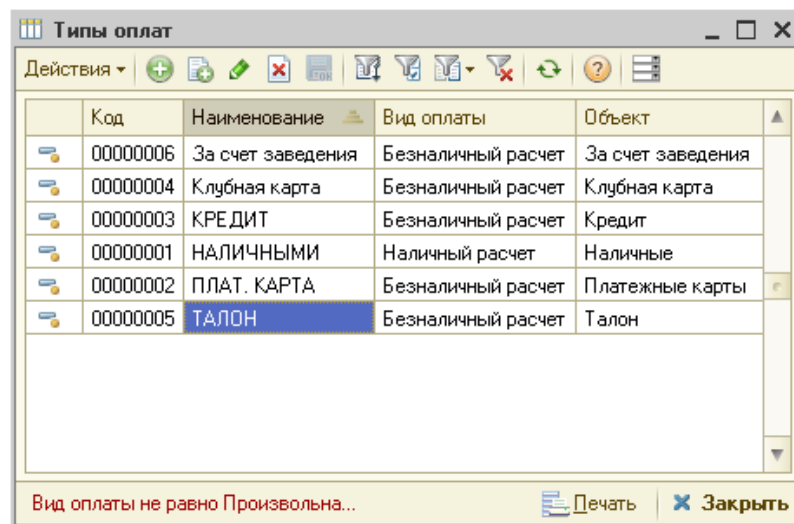 Типы оплат
Действия
Код Наименование Вид оплаты Объект
00000006 За счет заведения Безналичный расчет За счет заведения
00000004 Клубная карта Безналичный расчет Клубная карта
00000003 КРЕДИТ Безналичный расчет Кредит
00000001 НАЛИЧНЫМИ Наличный расчет Наличные
00000002 ПЛАТ. КАРТА Безналичный расчет Платежные карты
00000005 ТАЛОН Безналичный расчет Талон
Вид оплаты не равно Произвольна... Печать Закрыть